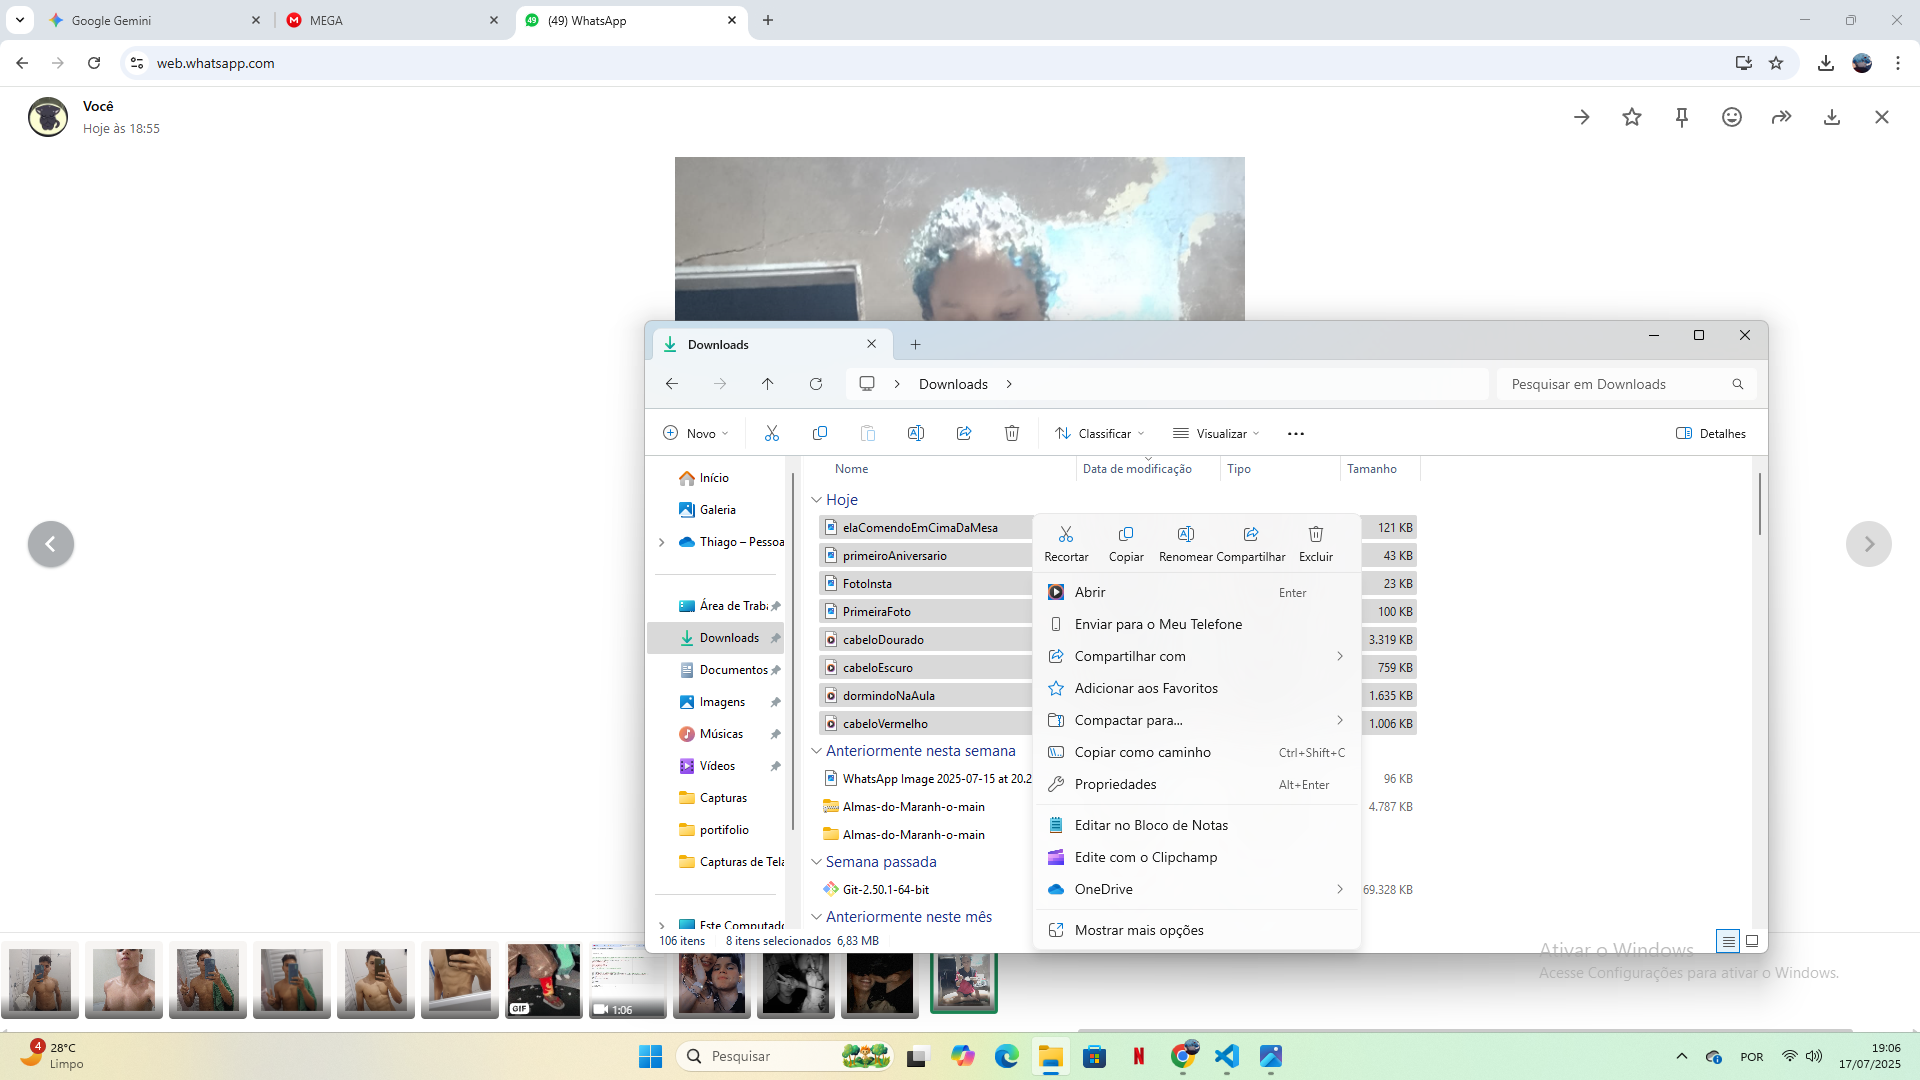 Google Gemini
MEGA
(49) WhatsApp
web.whatsapp.com
Você
Hoje às 18:55
Downloads
Downloads
Pesquisar em Downloads
Novo
Classificar
Visualizar
Detalhes
Nome
Data de modificação
Tipo
Tamanho
Início
Galeria
Thiago – Pessoa
Área de Trab
Downloads
Documentos
Imagens
Músicas
Vídeos
Capturas
portifolio
Capturas de Tela
Este Computado
Hoje
elaComendoEmCimaDaMesa
121 KB
primeiroAniversario
43 KB
FotoInsta
23 KB
PrimeiraFoto
100 KB
cabeloDourado
3.319 KB
cabeloEscuro
759 KB
dormindoNaAula
1.635 KB
cabeloVermelho
1.006 KB
Anteriormente nesta semana
WhatsApp Image 2025-07-15 at 20.2
96 KB
Almas-do-Maranh-o-main
4.787 KB
Almas-do-Maranh-o-main
Semana passada
Git-2.50.1-64-bit
69.328 KB
Anteriormente neste mês
106 itens
8 itens selecionados 6,83 MB
Recortar
Copiar
Renomear
Compartilhar
Excluir
Abrir
Enter
Enviar para o Meu Telefone
Compartilhar com
Adicionar aos Favoritos
Compactar para...
Copiar como caminho
Ctrl+Shift+C
Propriedades
Alt+Enter
Editar no Bloco de Notas
Edite com o Clipchamp
OneDrive
Mostrar mais opções
Ativar o Windows
Acesse Configurações para ativar o Windows.
GIF
1:06
4
28°C
Limpo
Pesquisar
POR
19:06
17/07/2025